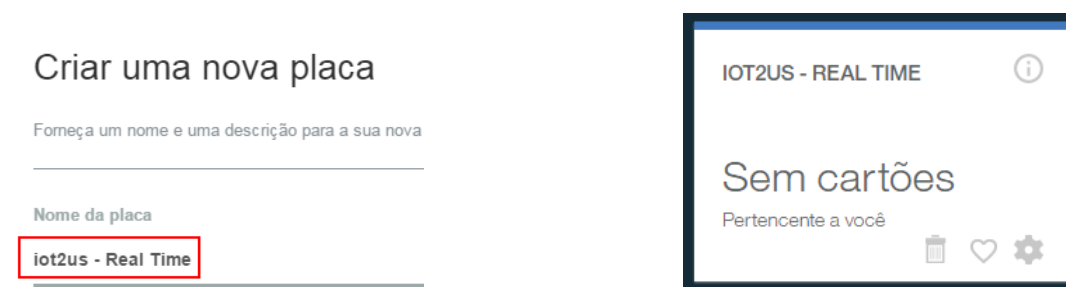 Criar uma nova placa
Forneça um nome e uma descrição para a sua nova
Nome da placa
iot2us - Real Time
IOT2US - REAL TIME
Sem cartões
Pertencente a você